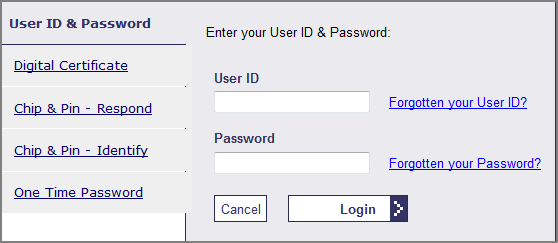 User ID & Password
Digital Certificate
Chip & Pin - Respond
Chip & Pin - Identify
One Time Password
Enter your User ID & Password:
User ID
Forgotten your User ID?
Password
Forgotten your Password?
Cancel
Login